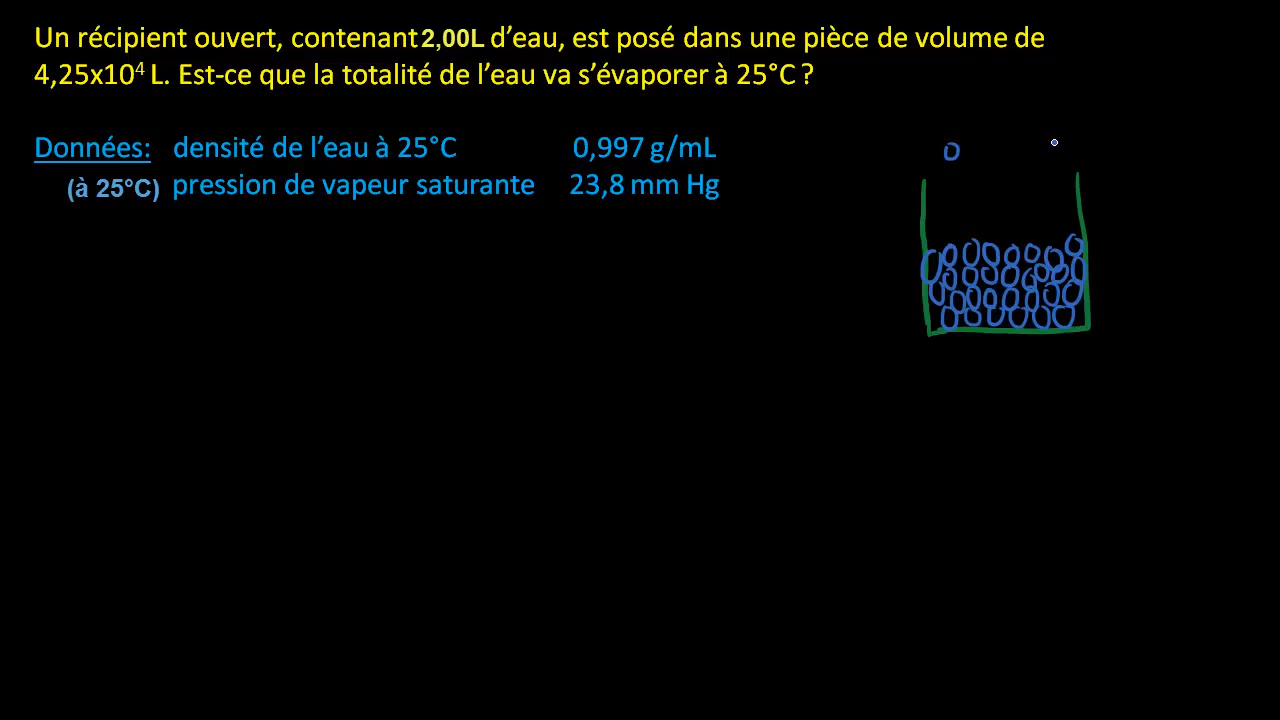 Un récipient ouvert, contenant 2,00L d'eau, est posé dans une pièce de volume de
4,25x10⁴ L. Est-ce que la totalité de l'eau va s'évaporer à 25°C ?
Données: densité de l'eau à 25°C 0,997 g/mL
(à 25°C) pression de vapeur saturante 23,8 mm Hg